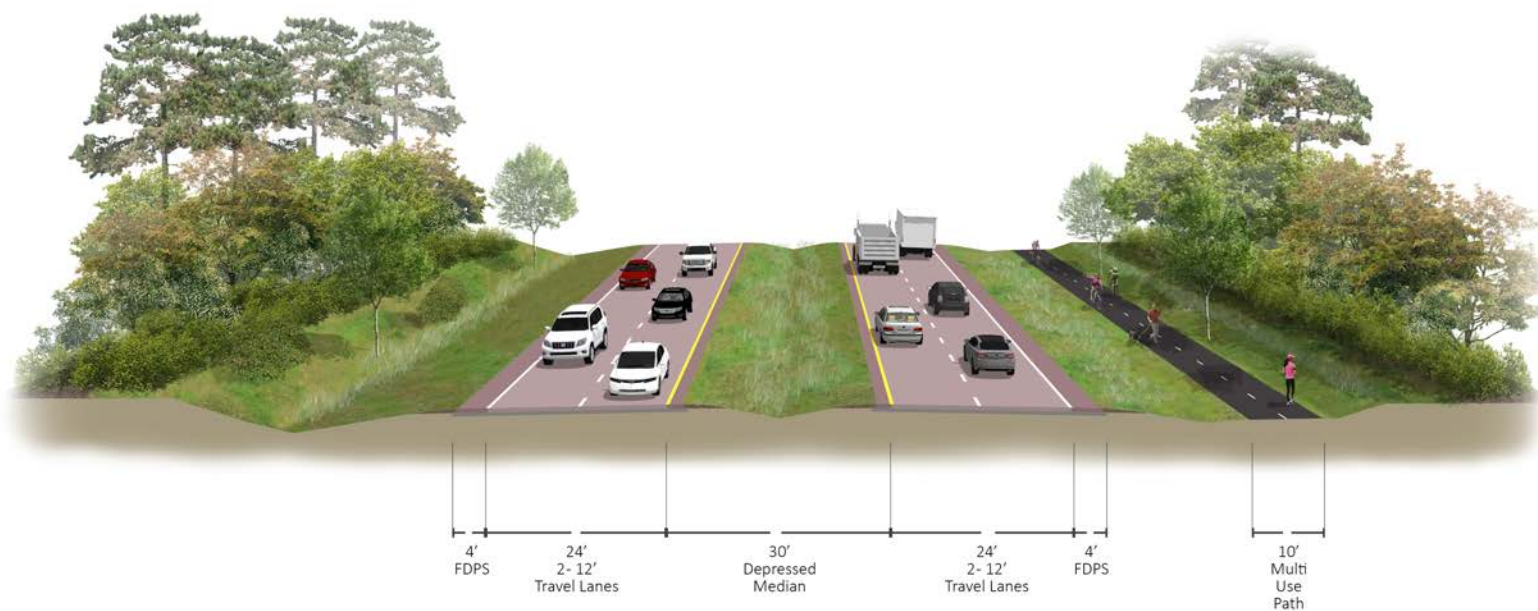 4'
FDPS
24'
2- 12'
Travel Lanes
30'
Depressed
Median
24'
2- 12'
Travel Lanes
4'
FDPS
10'
Multi
Use
Path